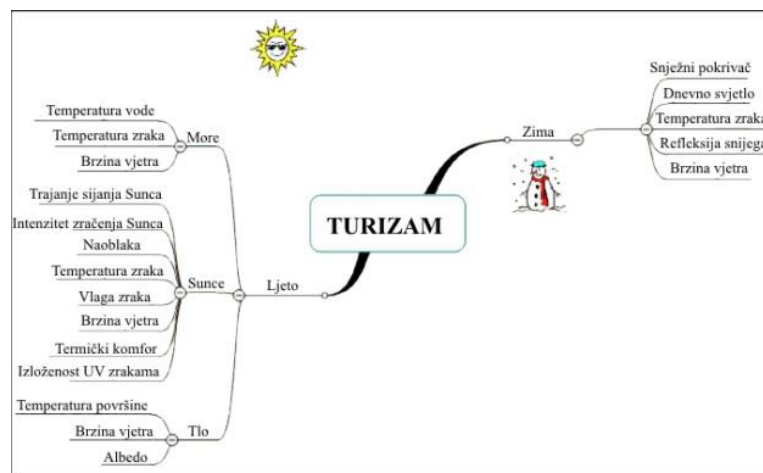 TURIZAM
Zima
Snježni pokrivač
Dnevno svjetlo
Temperatura zraka
Refleksija snijega
Brzina vjetra
Ljeto
More
Temperatura vode
Temperatura zraka
Brzina vjetra
Sunce
Trajanje sijanja Sunca
Intenzitet zračenja Sunca
Naoblaka
Temperatura zraka
Vlaga zraka
Brzina vjetra
Termički komfor
Izloženost UV zrakama
Tlo
Temperatura površine
Brzina vjetra
Albedo